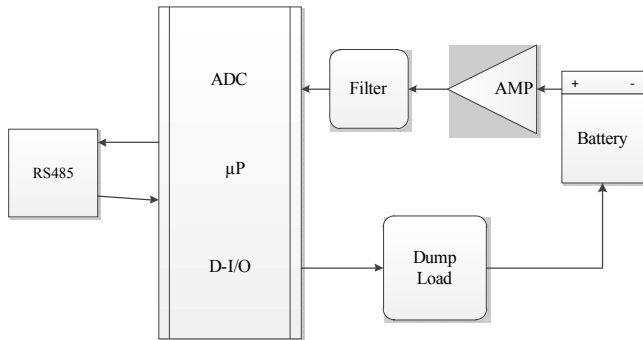 ADC
Filter
AMP
+ -
Battery
RS485
µP
D-I/O
Dump
Load